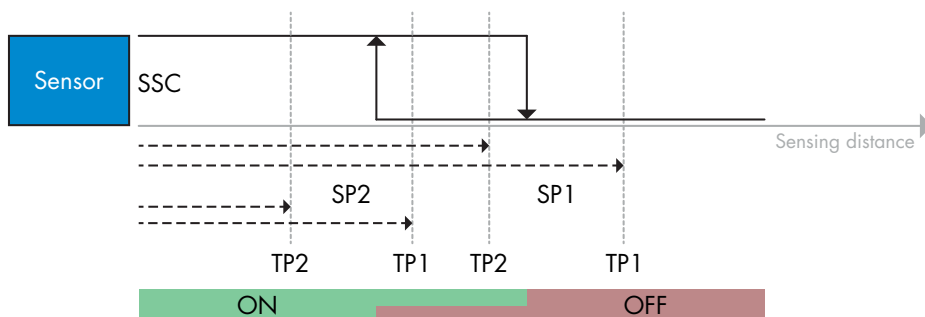 Sensor
SSC
Sensing distance
SP2 SP1
TP2 TP1 TP2 TP1
ON OFF